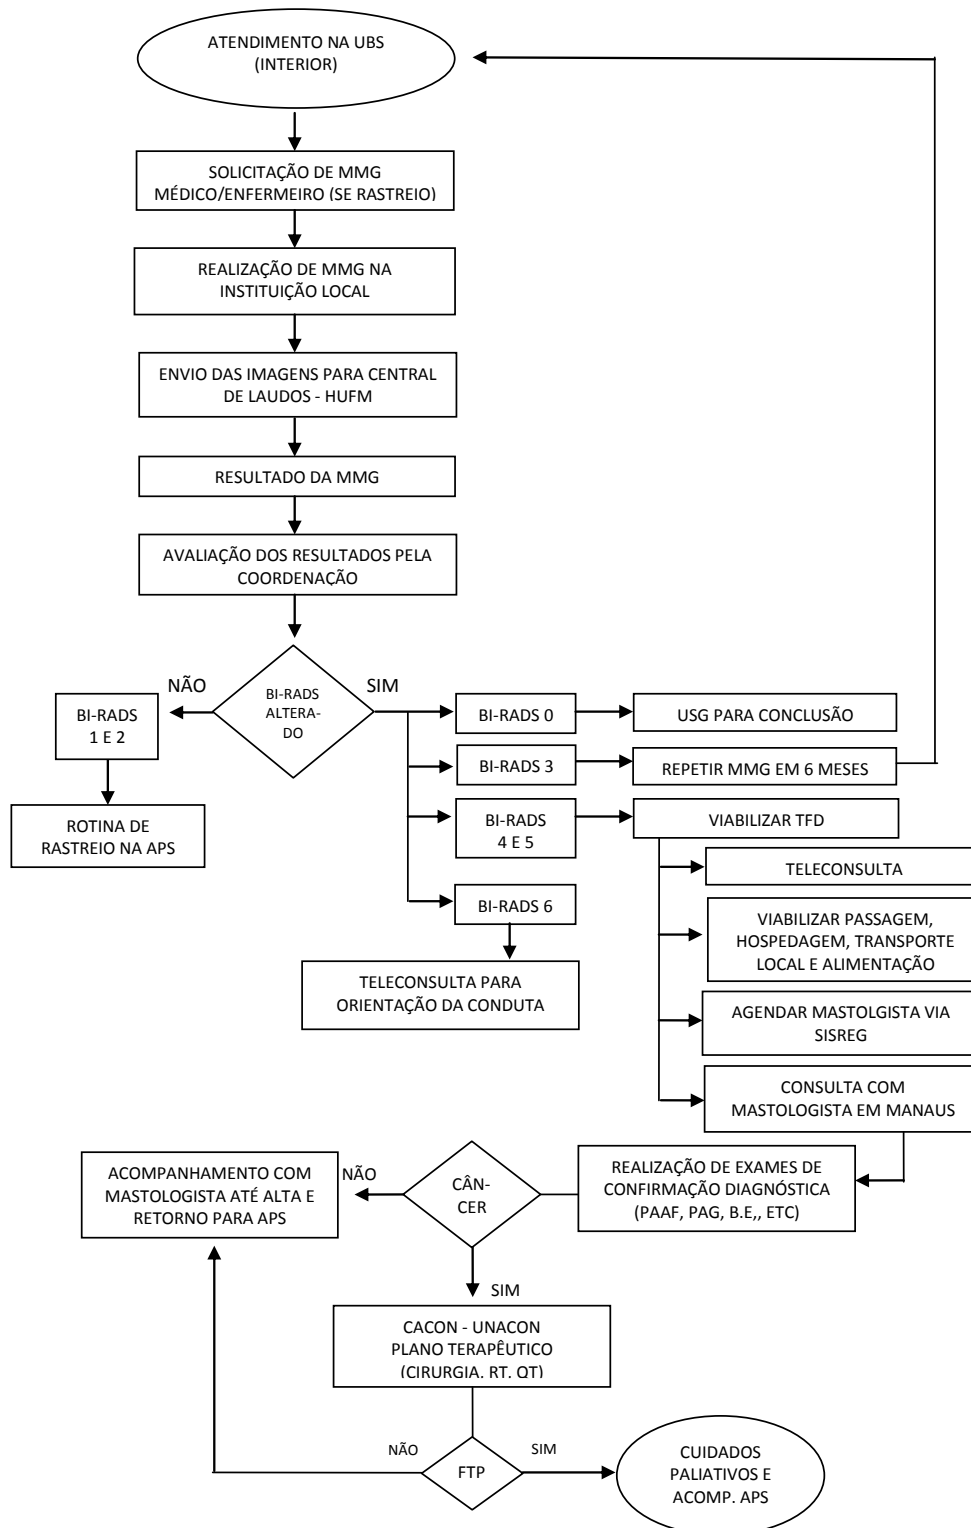 ATENDIMENTO NA UBS
(INTERIOR)
SOLICITAÇÃO DE MMG
MÉDICO/ENFERMEIRO (SE RASTREIO)
REALIZAÇÃO DE MMG NA
INSTITUIÇÃO LOCAL
ENVIO DAS IMAGENS PARA CENTRAL
DE LAUDOS - HUFM
RESULTADO DA MMG
AVALIAÇÃO DOS RESULTADOS PELA
COORDENAÇÃO
BI-RADS
ALTERA-
DO
NÃO
SIM
BI-RADS
1 E 2
ROTINA DE
RASTREIO NA APS
BI-RADS 0
USG PARA CONCLUSÃO
BI-RADS 3
REPETIR MMG EM 6 MESES
BI-RADS
4 E 5
VIABILIZAR TFD
TELECONSULTA
BI-RADS 6
VIABILIZAR PASSAGEM,
HOSPEDAGEM, TRANSPORTE
LOCAL E ALIMENTAÇÃO
TELECONSULTA PARA
ORIENTAÇÃO DA CONDUTA
AGENDAR MASTOLGISTA VIA
SISREG
CONSULTA COM
MASTOLOGISTA EM MANAUS
REALIZAÇÃO DE EXAMES DE
CONFIRMAÇÃO DIAGNÓSTICA
(PAAF, PAG, B.E,, ETC)
CÂN-
CER
NÃO
ACOMPANHAMENTO COM
MASTOLOGISTA ATÉ ALTA E
RETORNO PARA APS
SIM
CACON - UNACON
PLANO TERAPÊUTICO
(CIRURGIA, RT, QT)
NÃO
FTP
SIM
CUIDADOS
PALIATIVOS E
ACOMP. APS